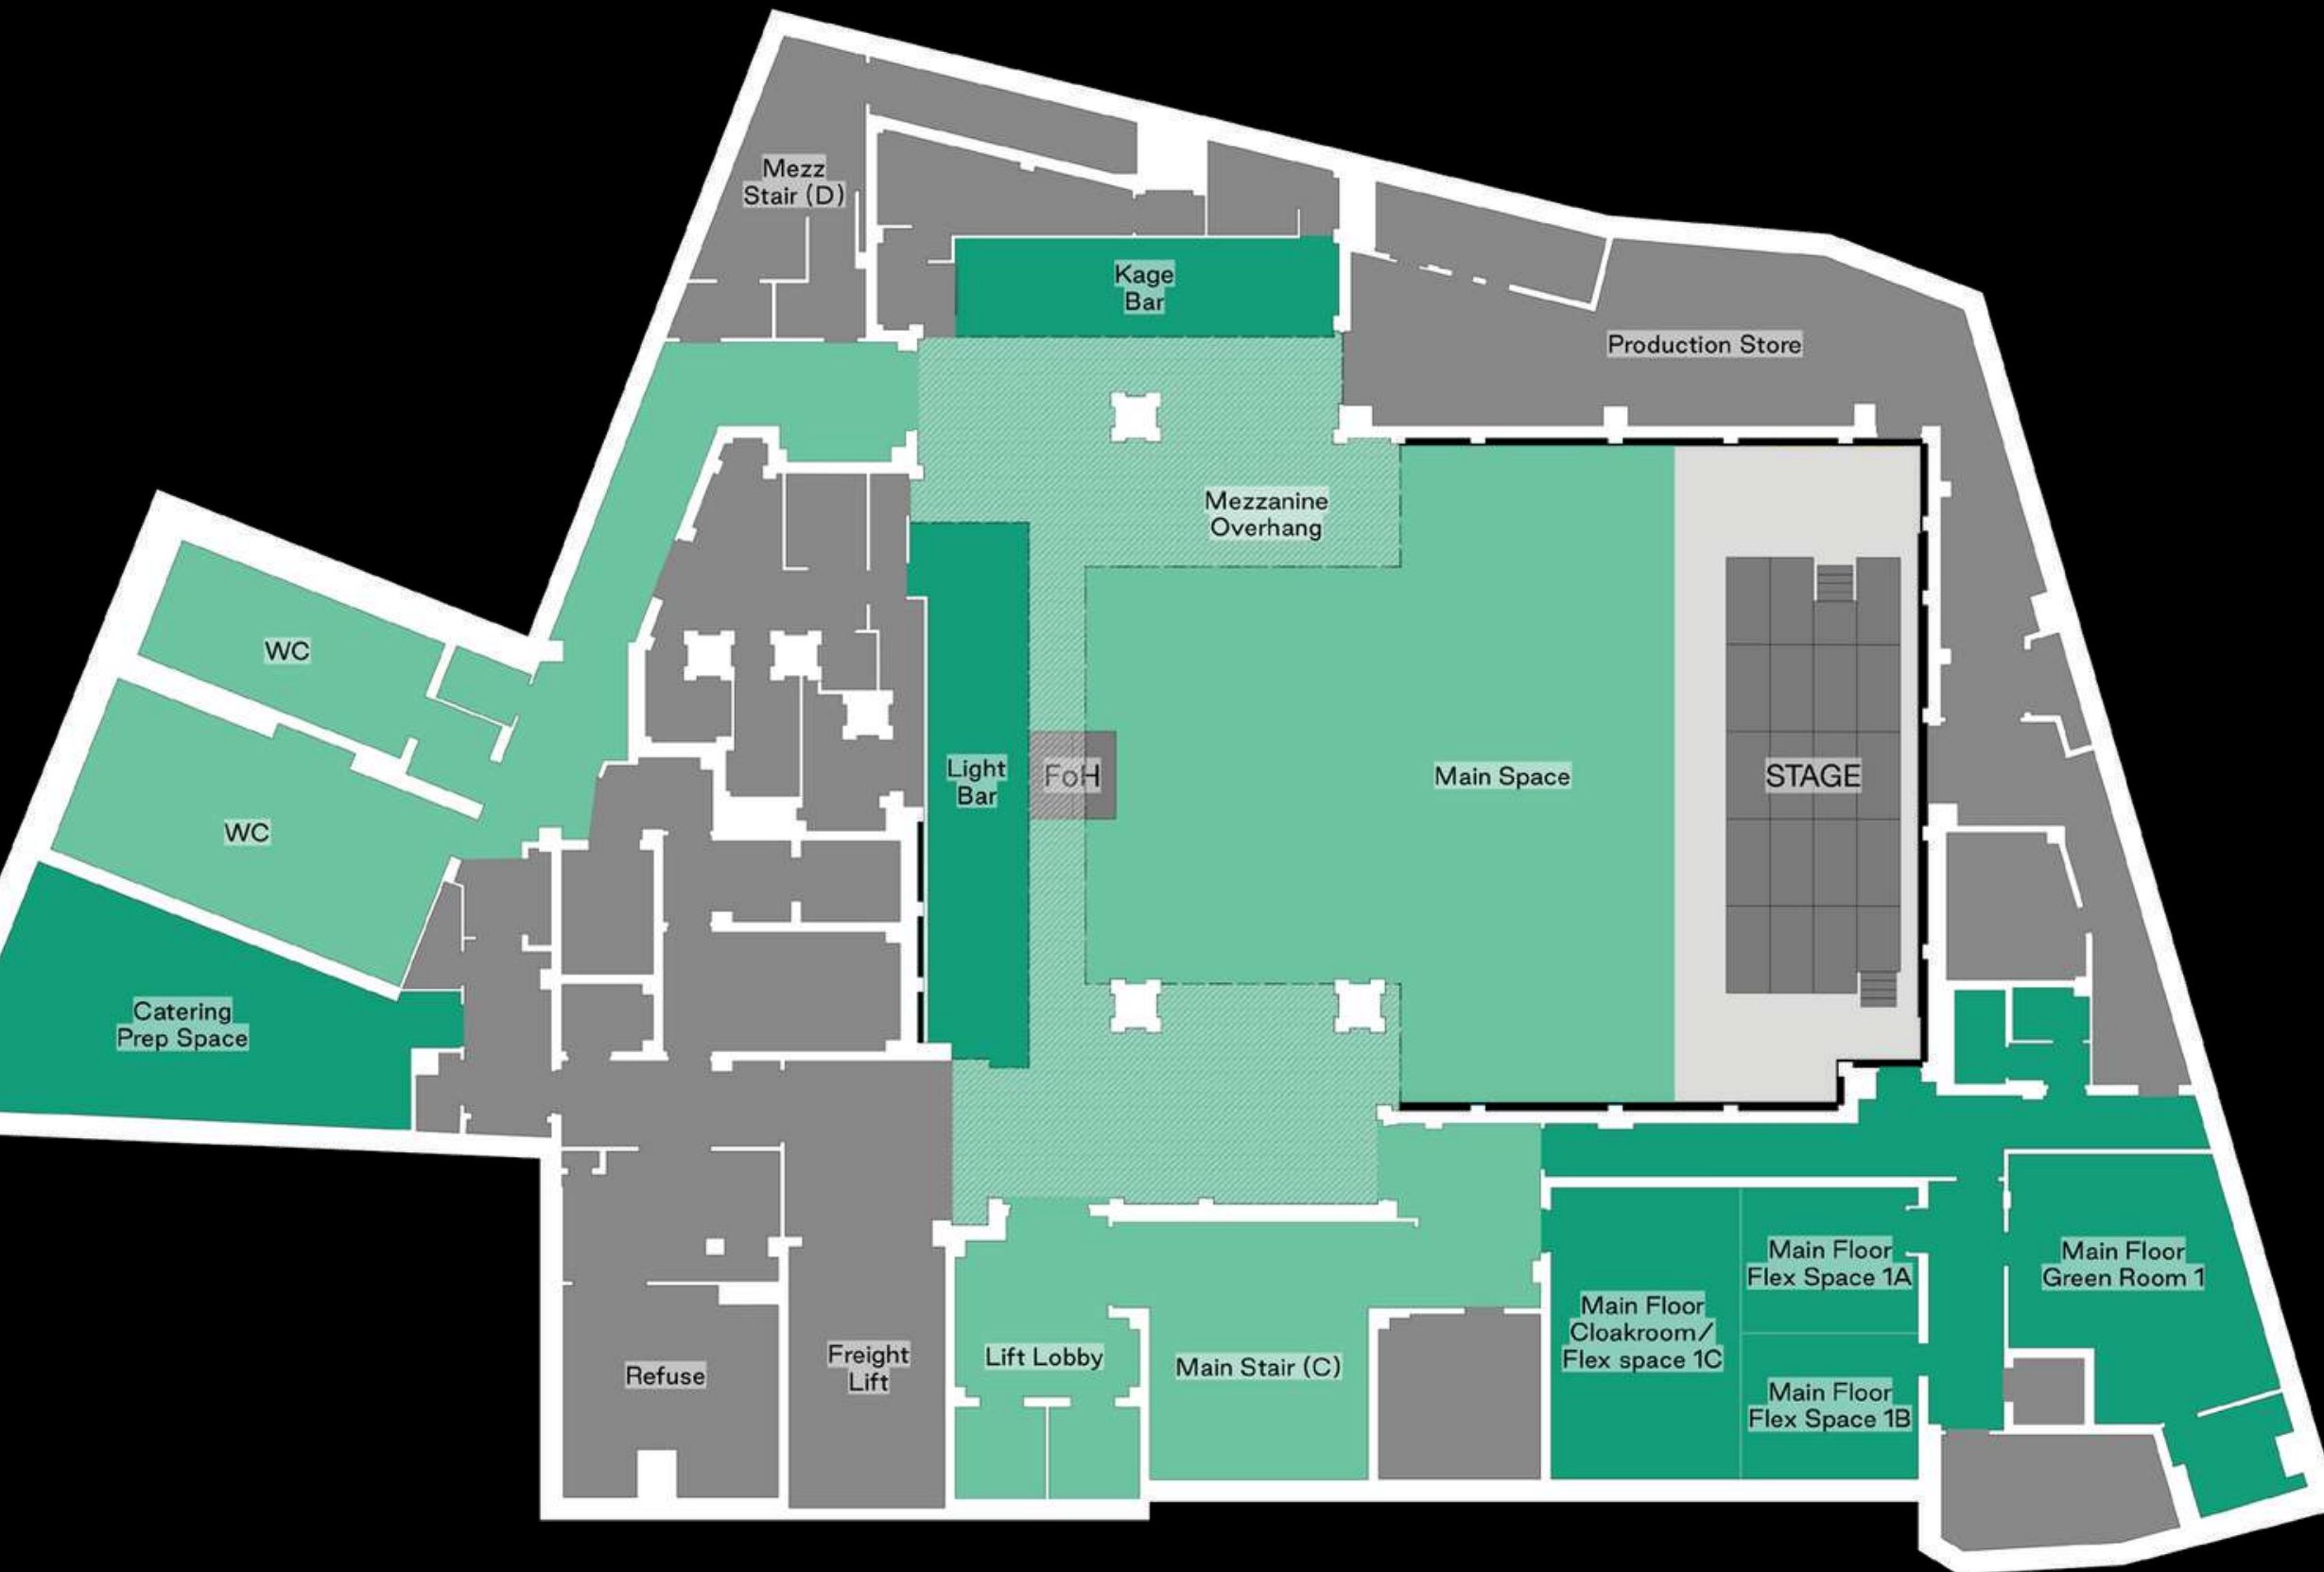 Mezz
Stair (D)
Kage
Bar
Production Store
Mezzanine
Overhang
WC
WC
Light
Bar
FoH
Main Space
STAGE
Catering
Prep Space
Main Floor
Flex Space 1A
Main Floor
Green Room 1
Main Floor
Cloakroom/
Flex space 1C
Refuse
Freight
Lift
Lift Lobby
Main Stair (C)
Main Floor
Flex Space 1B